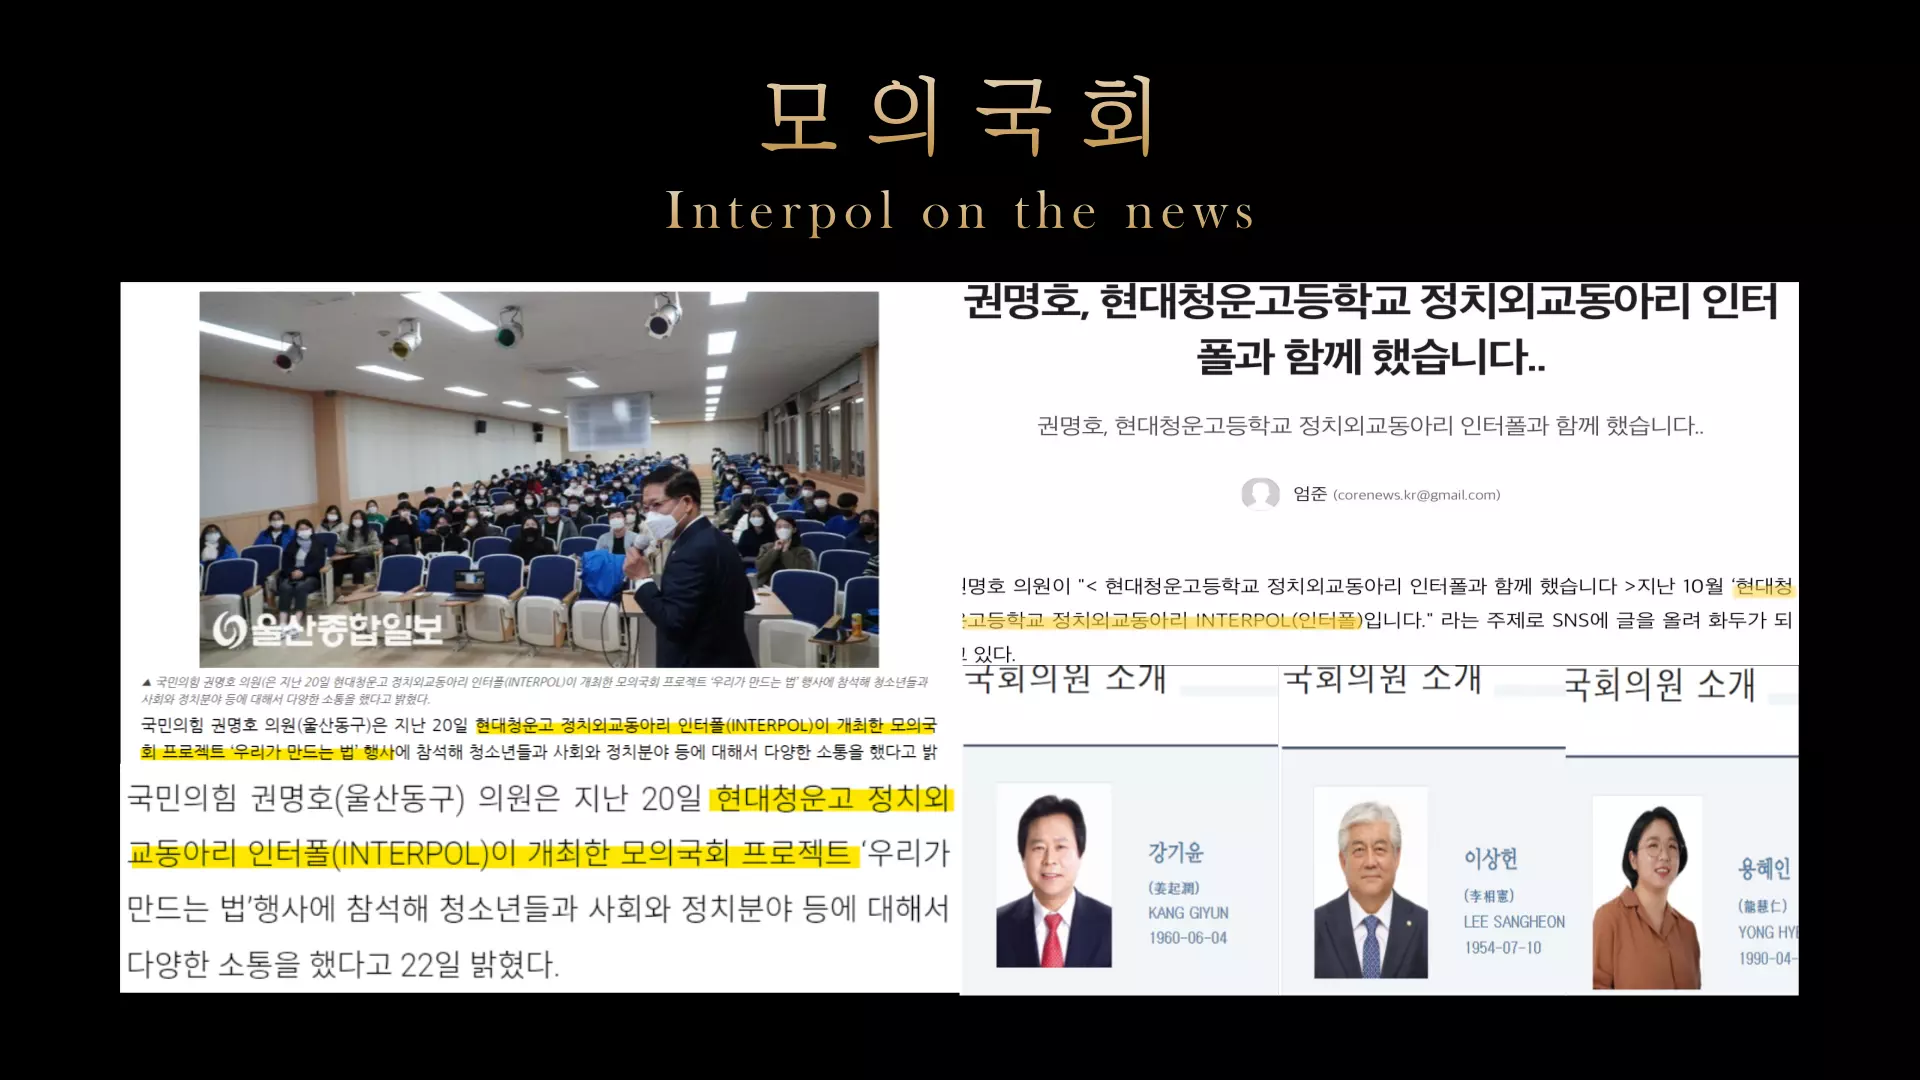 모의국회
Interpol on the news
울산종합일보
▲ 국민의힘 권명호 의원(은 지난 20일 현대청운고 정치외교동아리 인터폴(INTERPOL)이 개최한 모의국회 프로젝트 '우리가 만드는 법' 행사에 참석해 청소년들과
사회와 정치분야 등에 대해서 다양한 소통을 했다고 밝혔다.
국민의힘 권명호 의원(울산동구)은 지난 20일 현대청운고 정치외교동아리 인터폴(INTERPOL)이 개최한 모의국
회 프로젝트 '우리가 만드는 법' 행사에 참석해 청소년들과 사회와 정치분야 등에 대해서 다양한 소통을 했다고 밝
국민의힘 권명호(울산동구) 의원은 지난 20일 현대청운고 정치외
교동아리 인터폴(INTERPOL)이 개최한 모의국회 프로젝트 '우리가
만드는 법'행사에 참석해 청소년들과 사회와 정치분야 등에 대해서
다양한 소통을 했다고 22일 밝혔다.
권명호, 현대청운고등학교 정치외교동아리 인터
폴과 함께 했습니다..
권명호, 현대청운고등학교 정치외교동아리 인터폴과 함께 했습니다..
엄준 (corenews.kr@gmail.com)
명호 의원이 "< 현대청운고등학교 정치외교동아리 인터폴과 함께 했습니다 >지난 10월 '현대청
고등학교 정치외교동아리 INTERPOL(인터폴)입니다." 라는 주제로 SNS에 글을 올려 화두가 되
있다.
국회의원 소개
강기윤
(姜起潤)
KANG GIYUN
1960-06-04
국회의원 소개
이상헌
(李相憲)
LEE SANGHEON
1954-07-10
국회의원 소개
용혜인
(龍慧仁)
YONG HYE
1990-04-